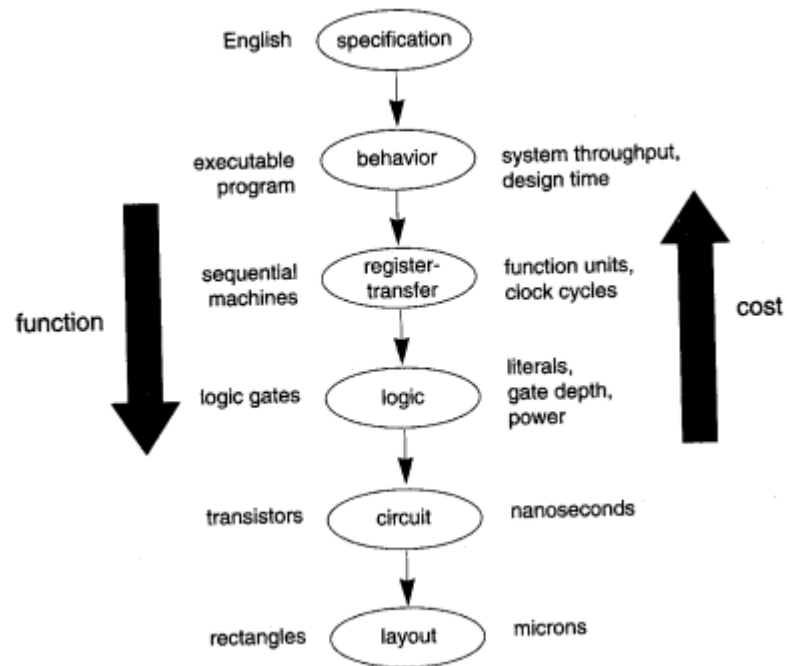 English
specification
behavior
executable
program
system throughput,
design time
register-
transfer
sequential
machines
function units,
clock cycles
function
cost
logic gates
logic
literals,
gate depth,
power
transistors
circuit
nanoseconds
rectangles
layout
microns